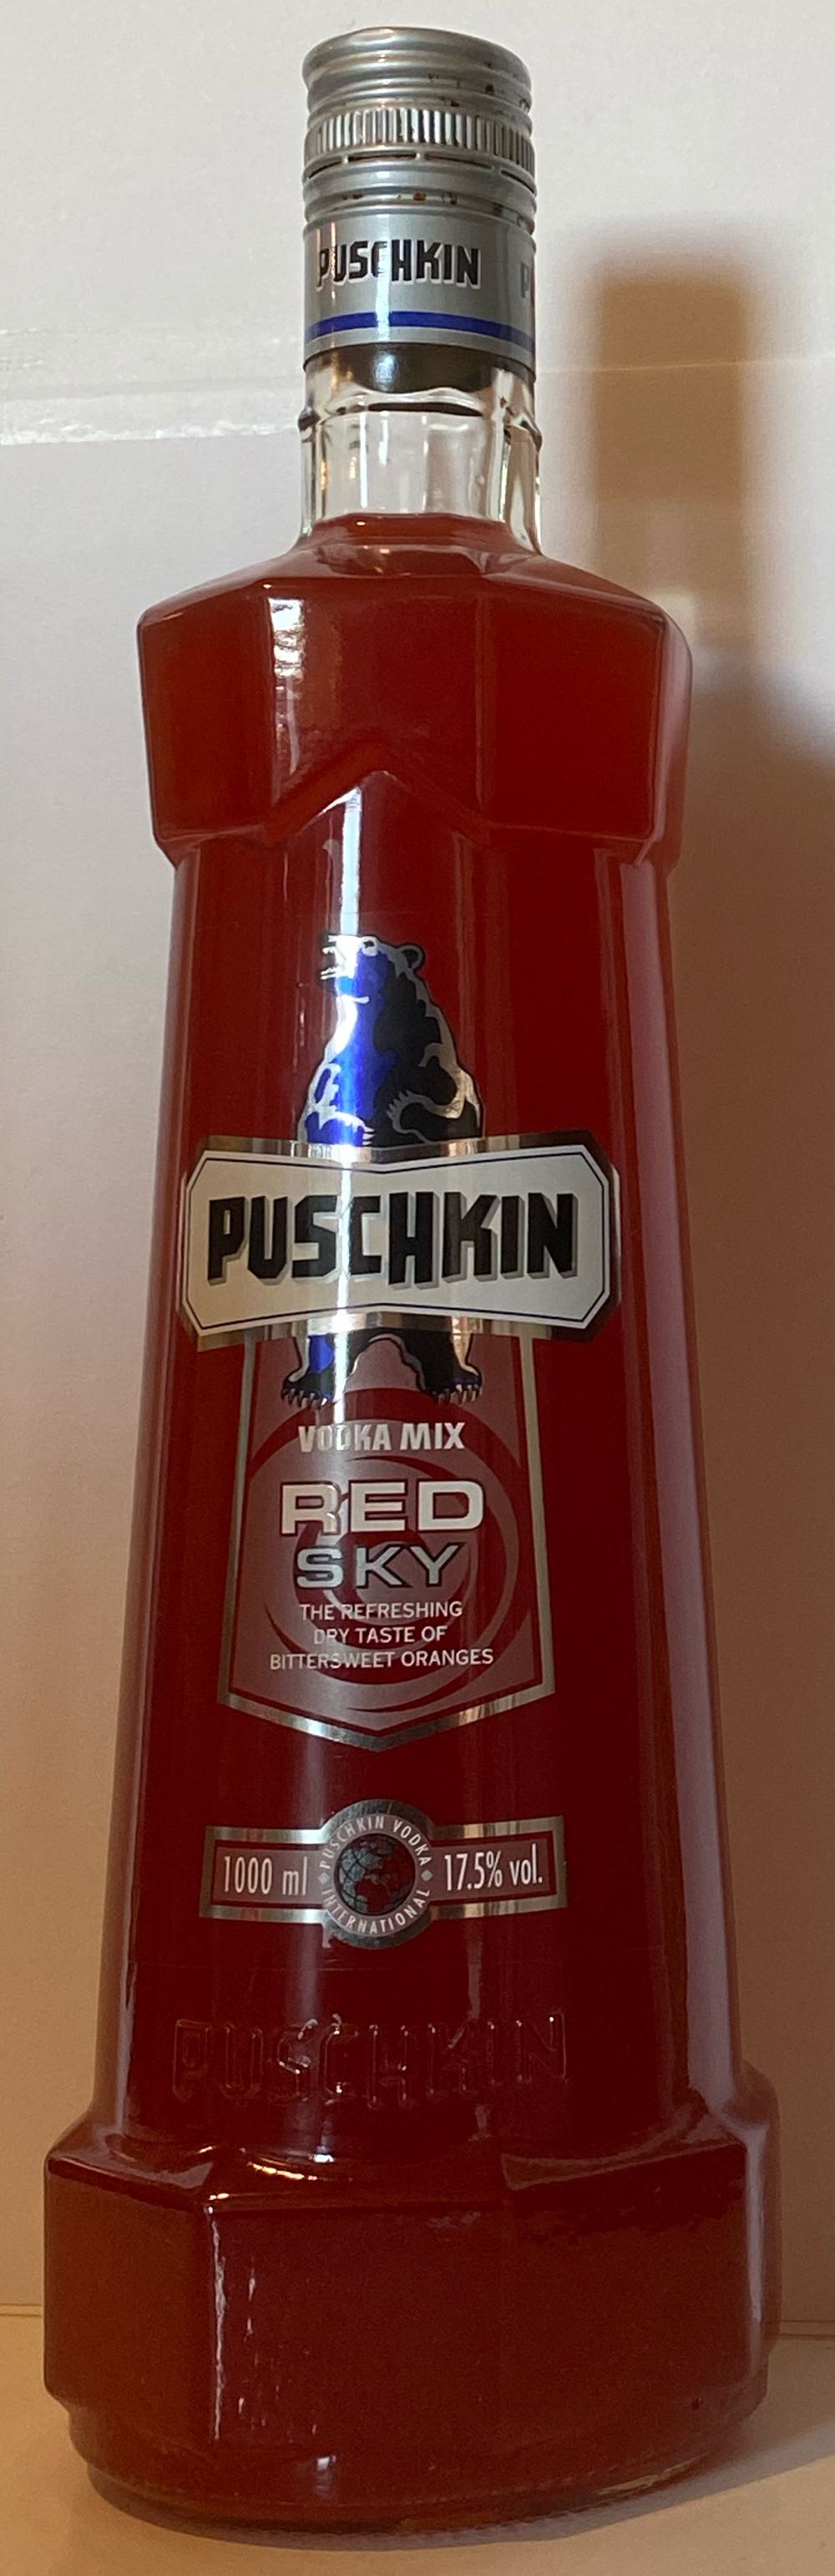 PUSCHKIN
PUSCHKIN
VODKA MIX
RED
SKY
THE REFRESHING
DRY TASTE OF
BITTERSWEET ORANGES
1000 ml
PUSCHKIN VODKA
INTERNATIONAL
17.5% vol.
PUSCHKIN